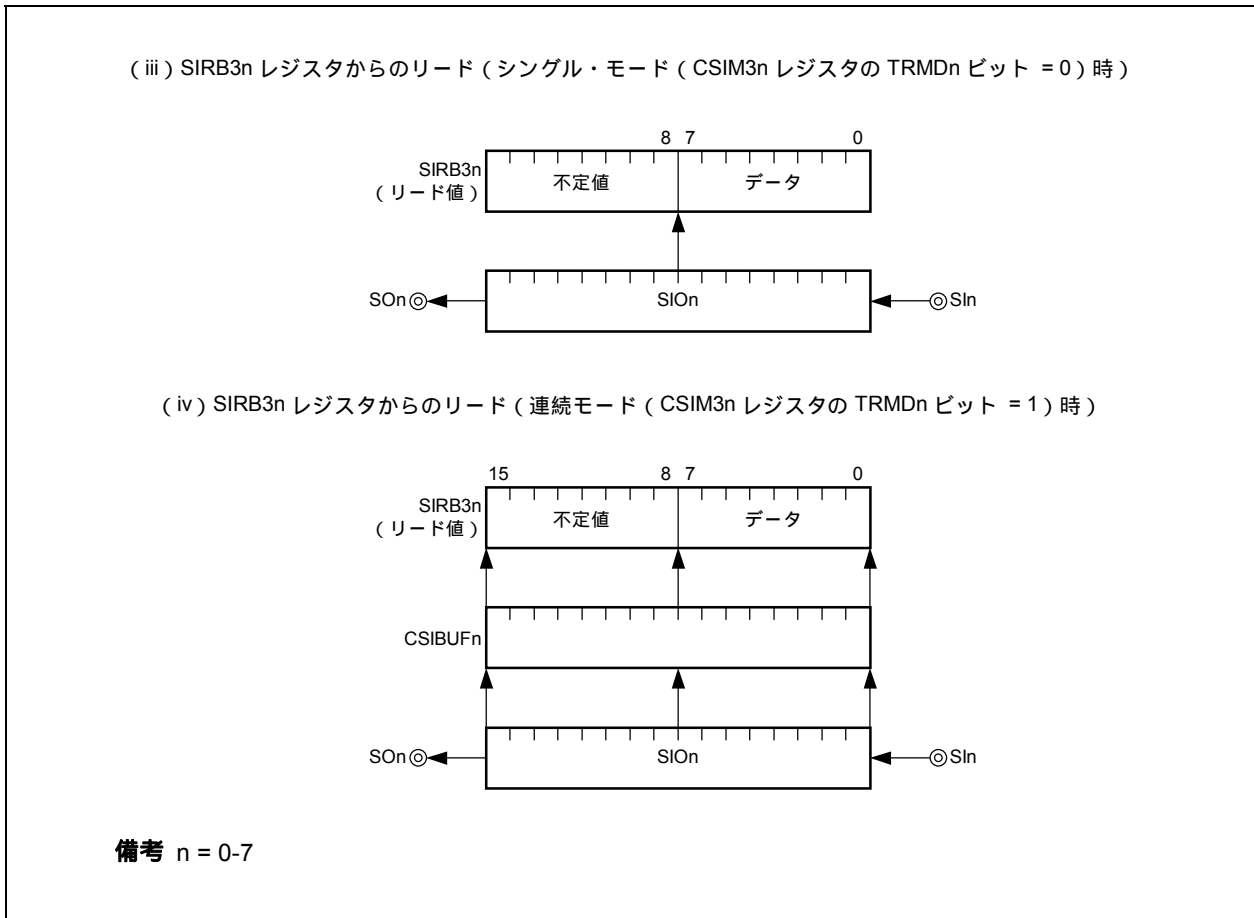 （iii）SIRB3n レジスタからのリード（シングル・モード（CSIM3n レジスタの TRMDn ビット = 0）時）
8 7 0
SIRB3n
（リード値）
不定値 データ
SOn SIOn SIn
（iv）SIRB3n レジスタからのリード（連続モード（CSIM3n レジスタの TRMDn ビット = 1）時）
15 8 7 0
SIRB3n
（リード値）
不定値 データ
CSIBUFn
SOn SIOn SIn
備考 n = 0-7